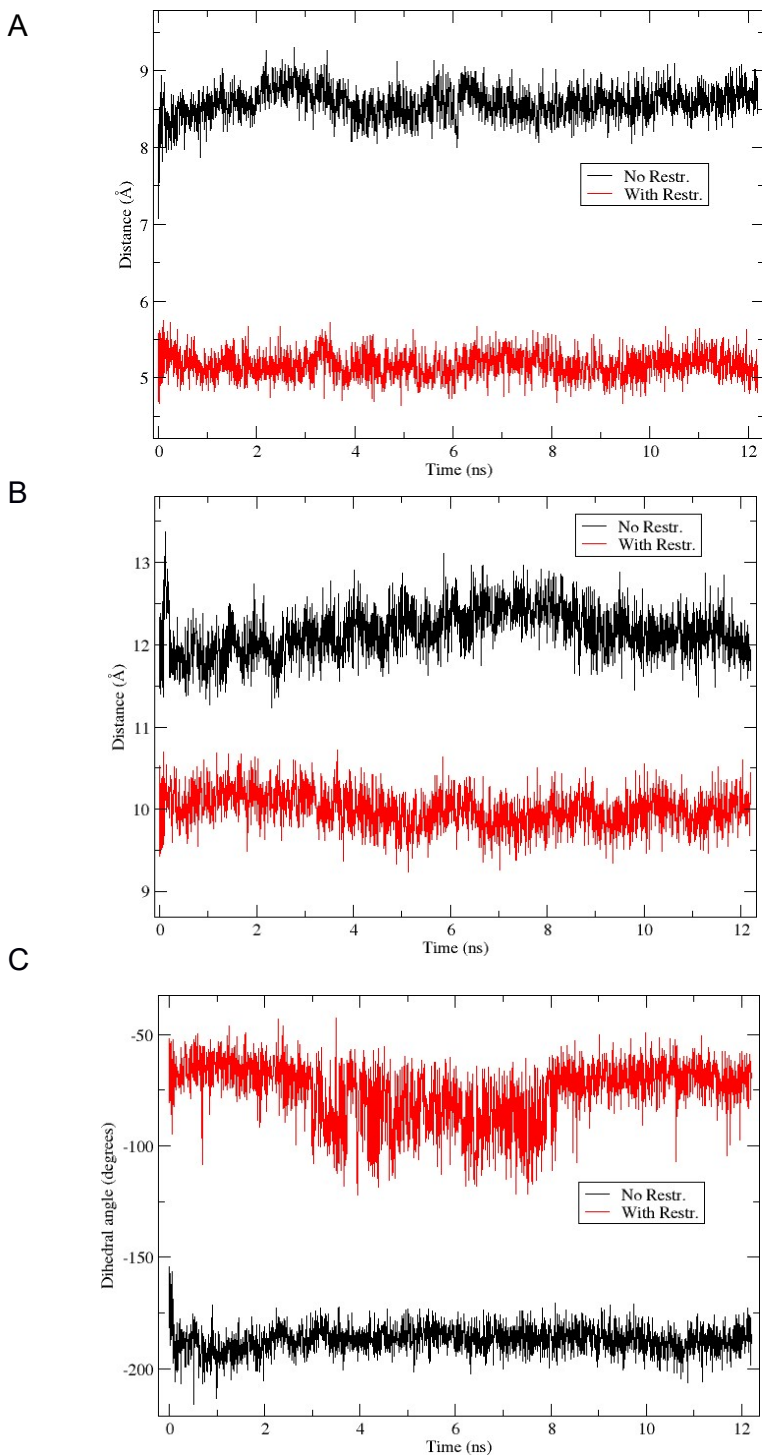 A
9
8
7
6
5
Distance (Å)
No Restr.
With Restr.
0 2 4 6 8 10 12
Time (ns)
B
13
12
11
10
9
Distance (Å)
No Restr.
With Restr.
0 2 4 6 8 10 12
Time (ns)
C
-50
-100
-150
-200
Dihedral angle (degrees)
No Restr.
With Restr.
0 2 4 6 8 10 12
Time (ns)